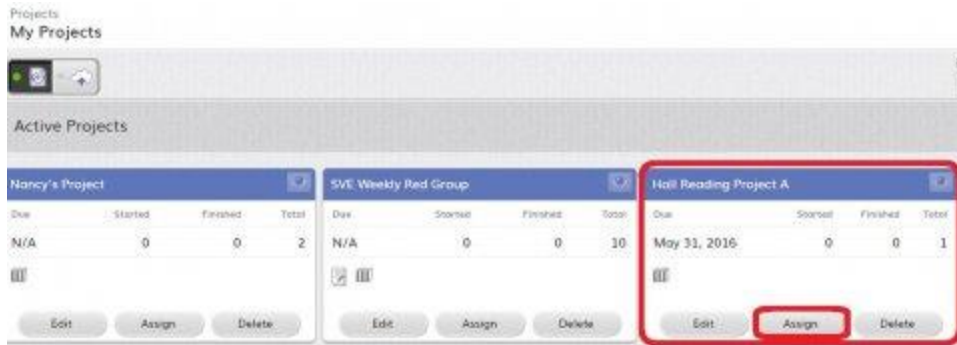 Projects
My Projects
Active Projects
Nancy's Project
Due Started Finished Total
N/A 0 0 2
Edit Assign Delete
SVE Weekly Red Group
Due Started Finished Total
N/A 0 0 10
Edit Assign Delete
Hall Reading Project A
Due Started Finished Total
May 31, 2016 0 0 1
Edit Assign Delete